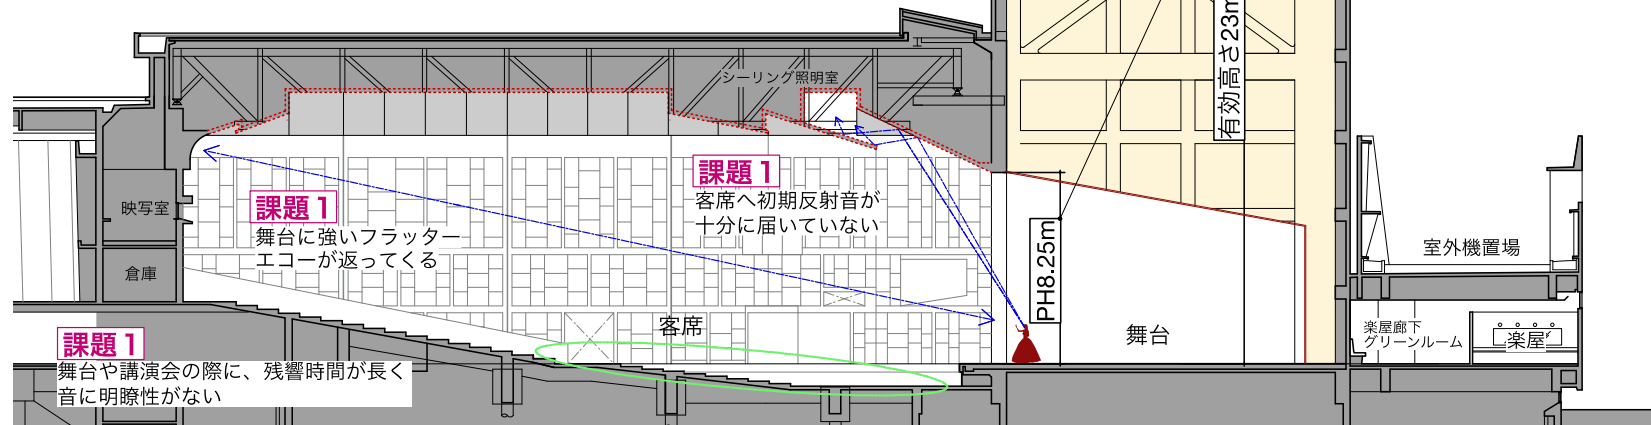 シーリング照明室
有効高さ23m
課題1
客席へ初期反射音が
十分に届いていない
課題1
舞台に強いフラッター
エコーが返ってくる
映写室
倉庫
PH8.25m
舞台
客席
室外機置場
楽屋廊下
グリーンルーム
楽屋
課題1
舞台や講演会の際に、残響時間が長く
音に明瞭性がない